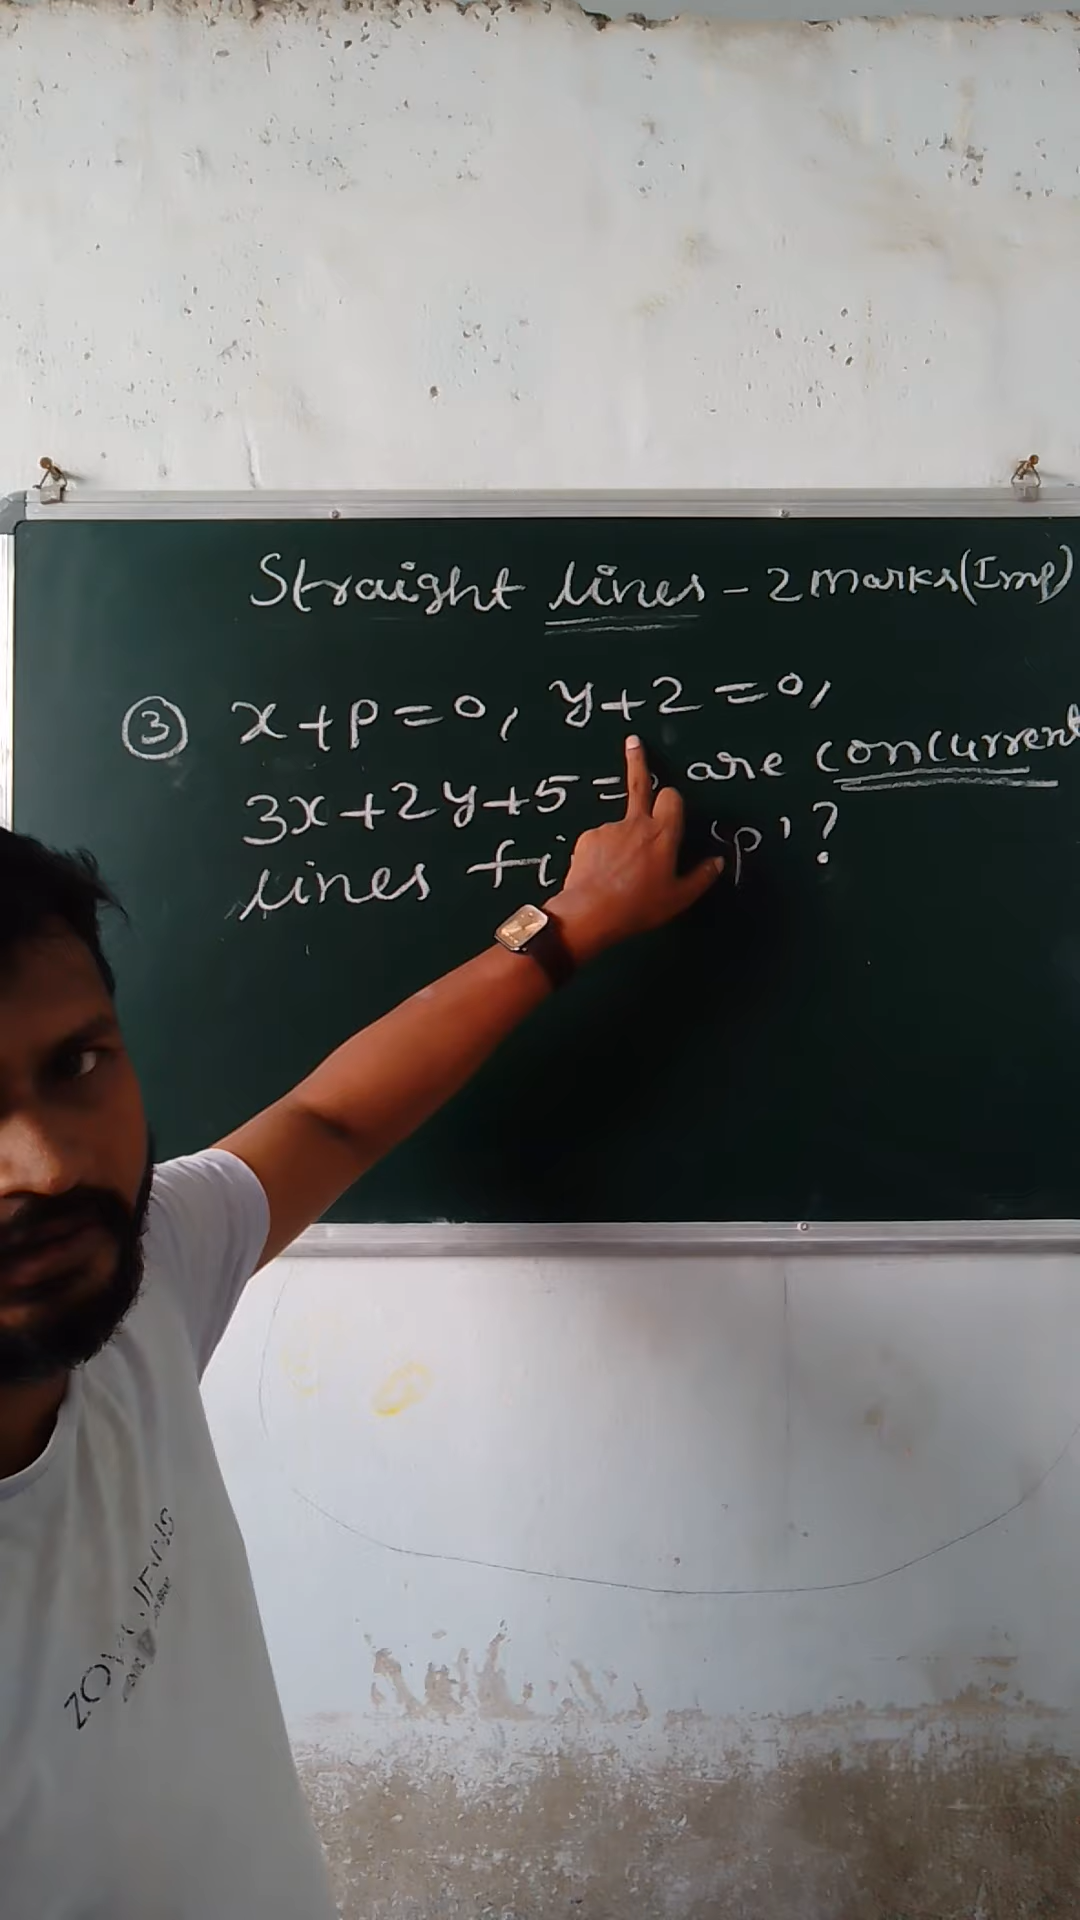 Straight lines - 2 marks (Imp)
③ x+p=0, y+2=0,
3x+2y+5= are concurrent
lines fi 'p'?